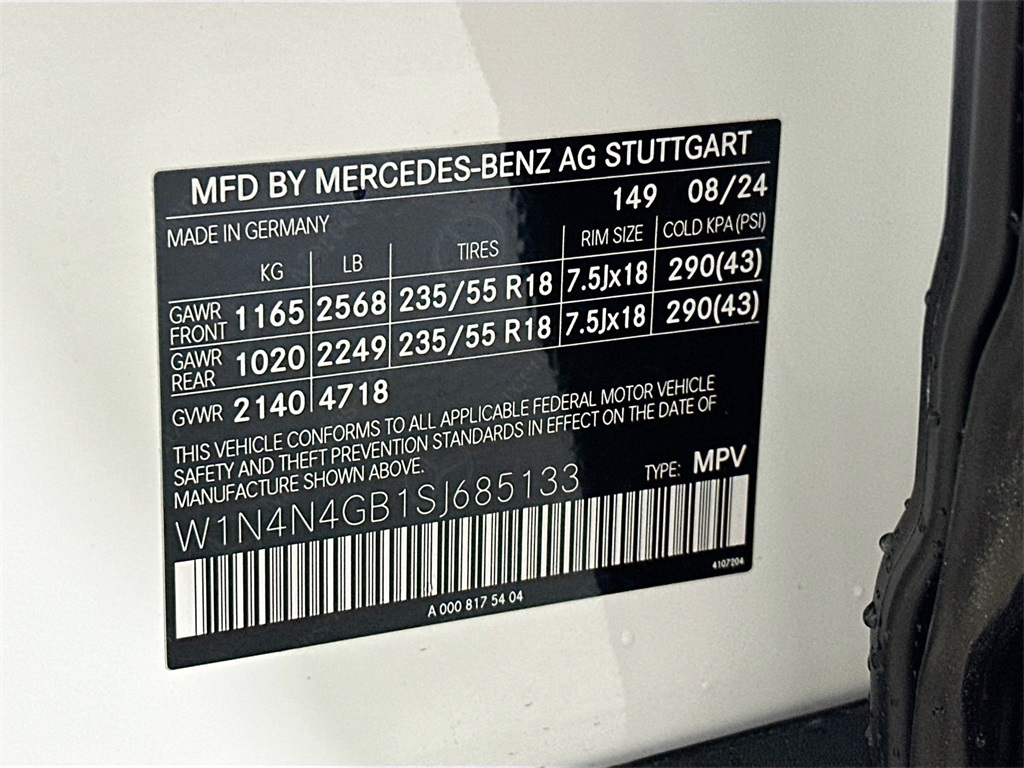 MFD BY MERCEDES-BENZ AG STUTTGART
149 08/24
MADE IN GERMANY
KG LB TIRES RIM SIZE COLD KPA (PSI)
GAWR FRONT 1165 2568 235/55 R18 7.5Jx18 290(43)
GAWR REAR 1020 2249 235/55 R18 7.5Jx18 290(43)
GVWR 2140 4718
THIS VEHICLE CONFORMS TO ALL APPLICABLE FEDERAL MOTOR VEHICLE
SAFETY AND THEFT PREVENTION STANDARDS IN EFFECT ON THE DATE OF
MANUFACTURE SHOWN ABOVE.
TYPE: MPV
W1N4N4GB1SJ685133
4107204
A 000 817 54 04